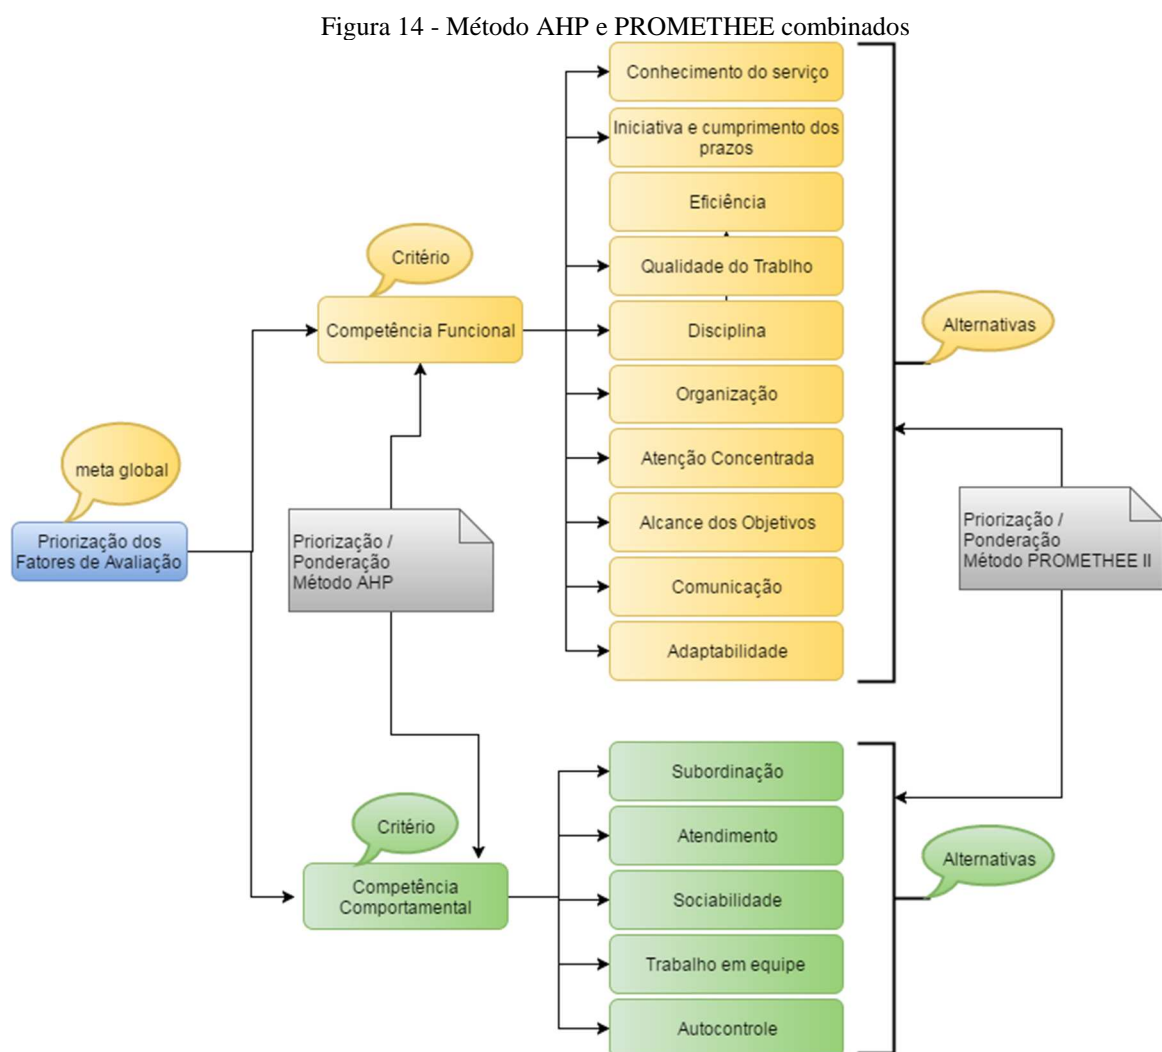 Figura 14 - Método AHP e PROMETHEE combinados
Conhecimento do serviço
Iniciativa e cumprimento dos
prazos
Eficiência
Critério
Qualidade do Trablho
Competência Funcional
Disciplina
Alternativas
Organização
meta global
Atenção Concentrada
Priorização dos
Fatores de Avaliação
Priorização /
Ponderação
Método AHP
Alcance dos Objetivos
Priorização /
Ponderação
Método PROMETHEE II
Comunicação
Adaptabilidade
Subordinação
Critério
Atendimento
Alternativas
Competência
Comportamental
Sociabilidade
Trabalho em equipe
Autocontrole